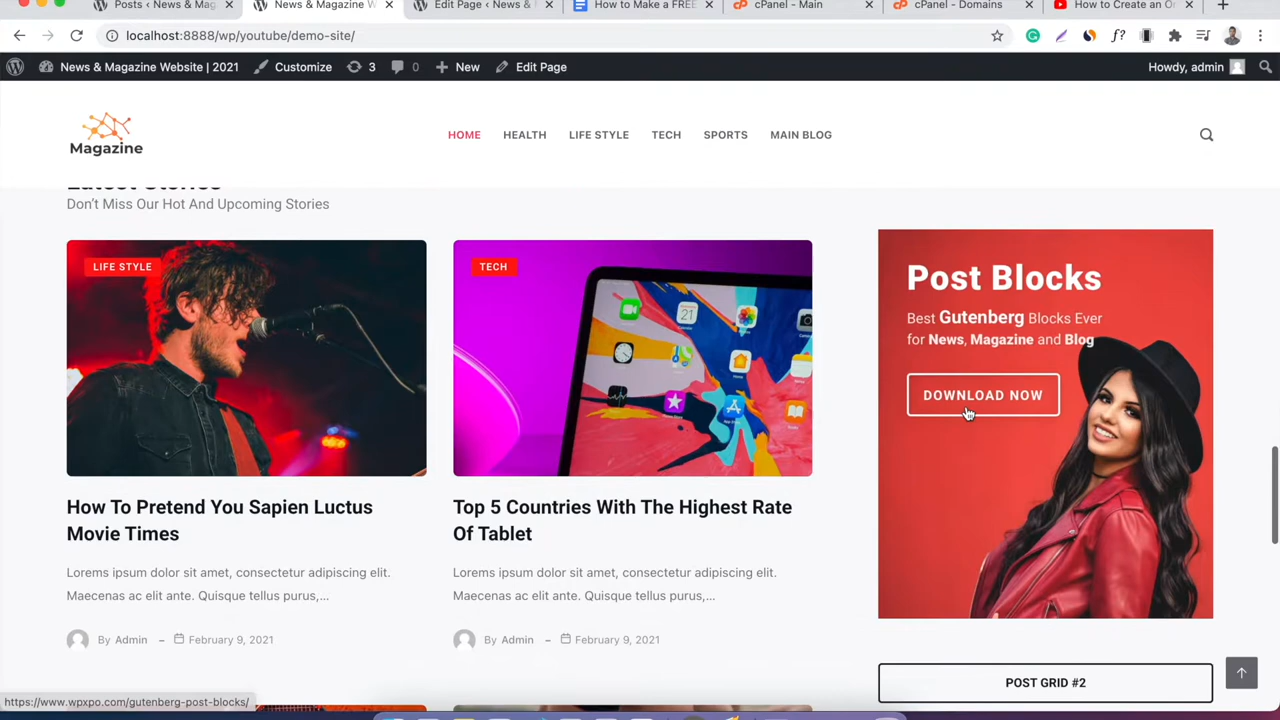 Posts ‹ News & Mag
News & Magazine W
Edit Page ‹ News &
How to Make a FREE
cPanel - Main
cPanel - Domains
How to Create an Or
localhost:8888/wp/youtube/demo-site/
News & Magazine Website | 2021
Customize
3
0
New
Edit Page
Howdy, admin
Magazine
HOME
HEALTH
LIFE STYLE
TECH
SPORTS
MAIN BLOG
Latest Stories
Don't Miss Our Hot And Upcoming Stories
LIFE STYLE
TECH
21
Post Blocks
Best Gutenberg Blocks Ever
for News, Magazine and Blog
DOWNLOAD NOW
How To Pretend You Sapien Luctus
Movie Times
Top 5 Countries With The Highest Rate
Of Tablet
Lorems ipsum dolor sit amet, consectetur adipiscing elit.
Maecenas ac elit ante. Quisque tellus purus,...
Lorems ipsum dolor sit amet, consectetur adipiscing elit.
Maecenas ac elit ante. Quisque tellus purus,...
By Admin – February 9, 2021
By Admin – February 9, 2021
POST GRID #2
https://www.wpxpo.com/gutenberg-post-blocks/